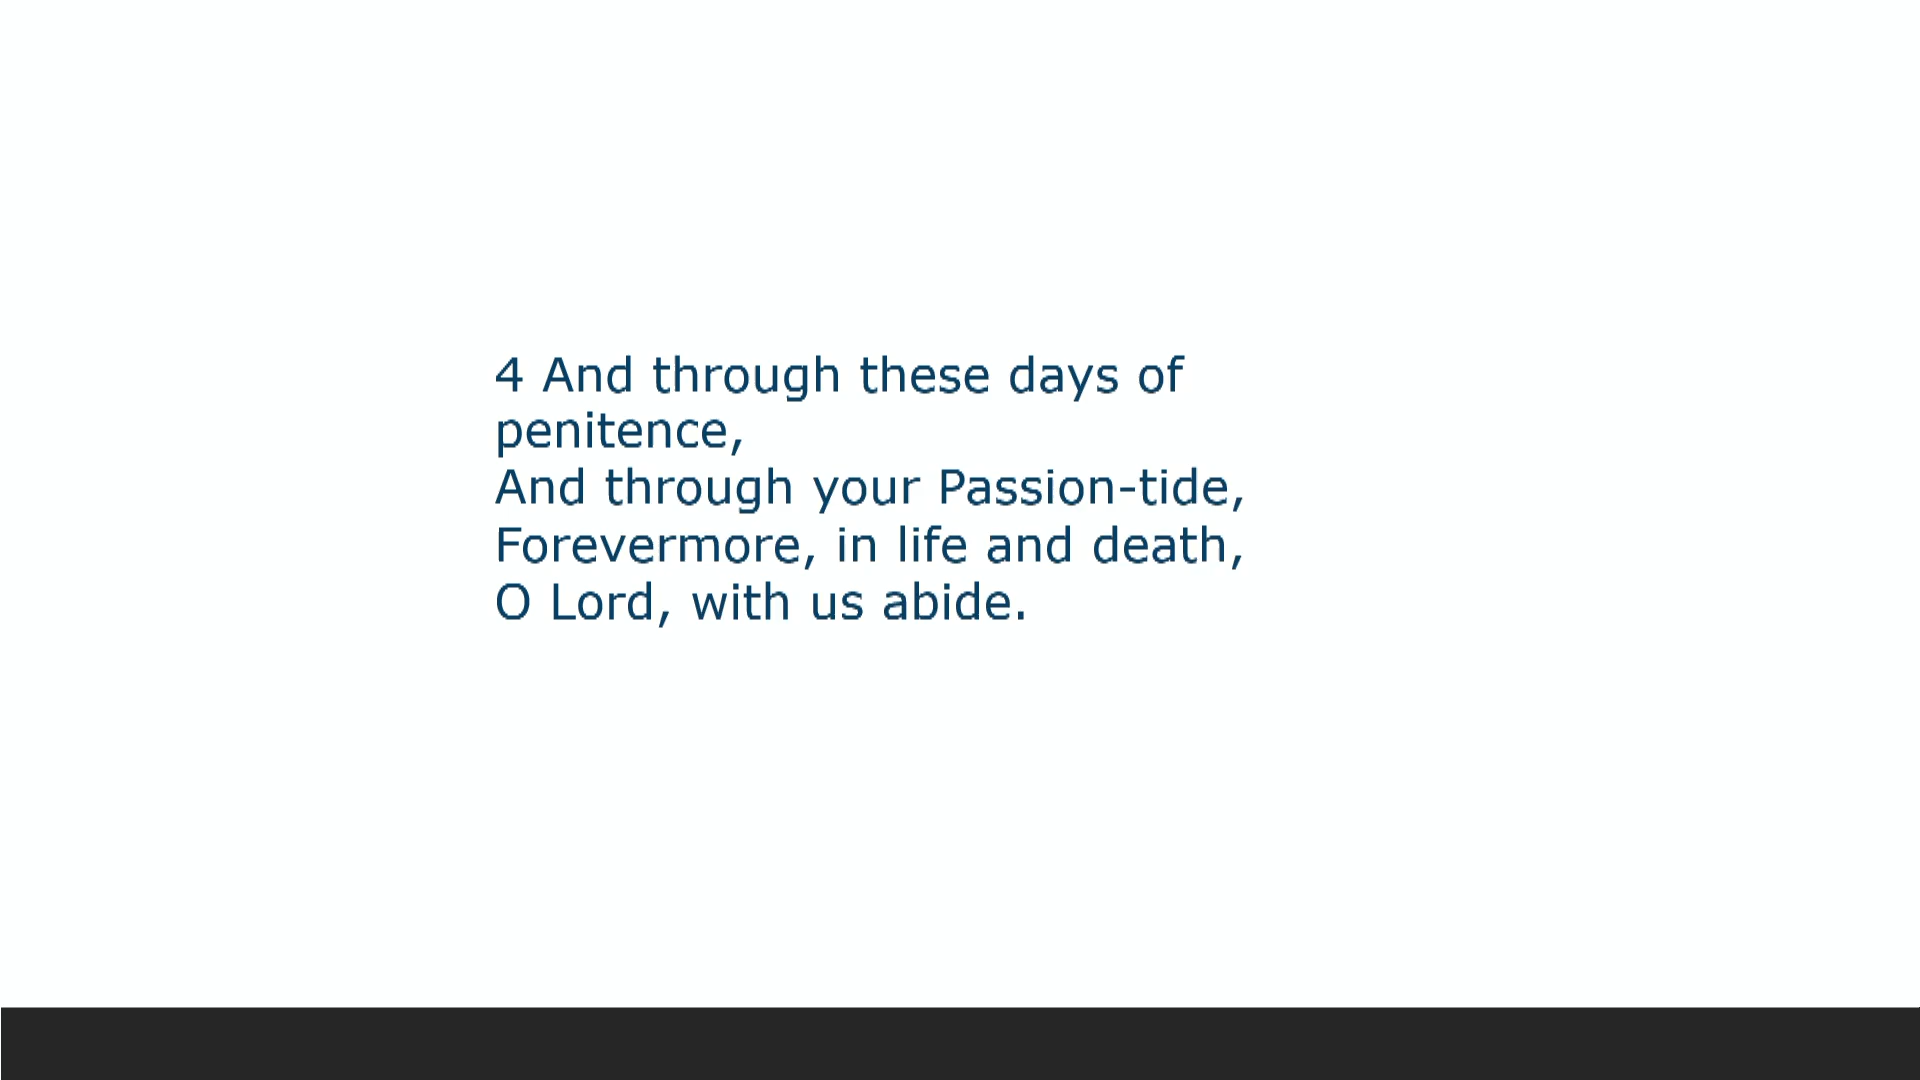 4 And through these days of
penitence,
And through your Passion-tide,
Forevermore, in life and death,
O Lord, with us abide.